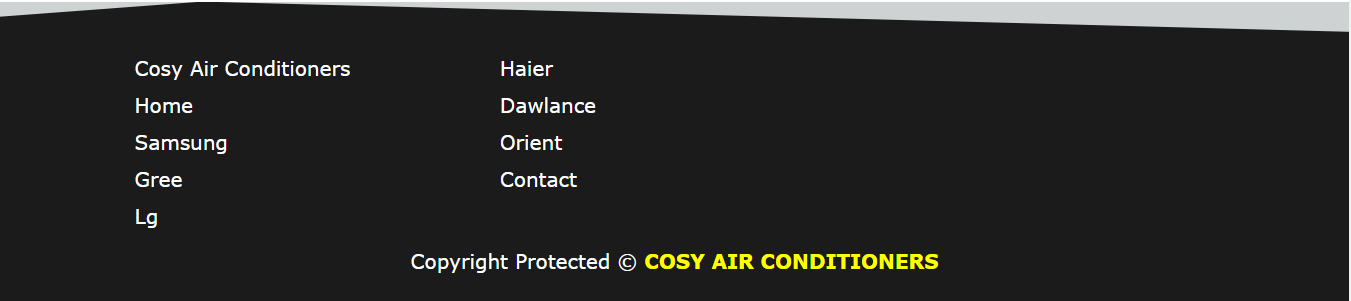 Cosy Air Conditioners
Home
Samsung
Gree
Lg
Haier
Dawlance
Orient
Contact
Copyright Protected © COSY AIR CONDITIONERS